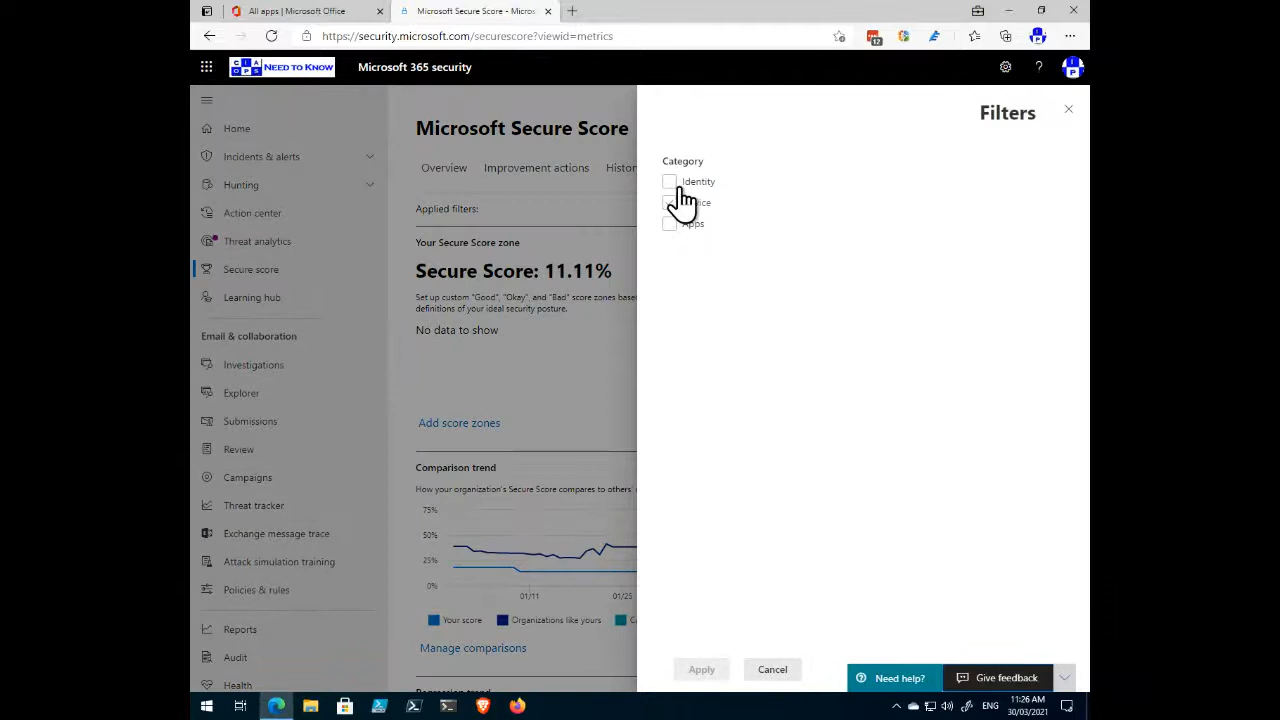 All apps | Microsoft Office
Microsoft Secure Score - Micros
https://security.microsoft.com/securescore?viewid=metrics
12
CIA
OPS
NEED TO KNOW
Microsoft 365 security
Home
Incidents & alerts
Hunting
Action center
Threat analytics
Secure score
Learning hub
Email & collaboration
Investigations
Explorer
Submissions
Review
Campaigns
Threat tracker
Exchange message trace
Attack simulation training
Policies & rules
Reports
Audit
Health
Microsoft Secure Score
Overview Improvement actions Histor
Applied filters:
Your Secure Score zone
Secure Score: 11.11%
Set up custom "Good", "Okay", and "Bad" score zones base
definitions of your ideal security posture.
No data to show
Add score zones
Comparison trend
How your organization's Secure Score compares to others'
75%
50%
25%
0%
01/11 01/25
Your score Organizations like yours
Manage comparisons
Filters
Category
Identity
Apps
Apply Cancel
Need help? Give feedback
ENG
11:26 AM
30/03/2021